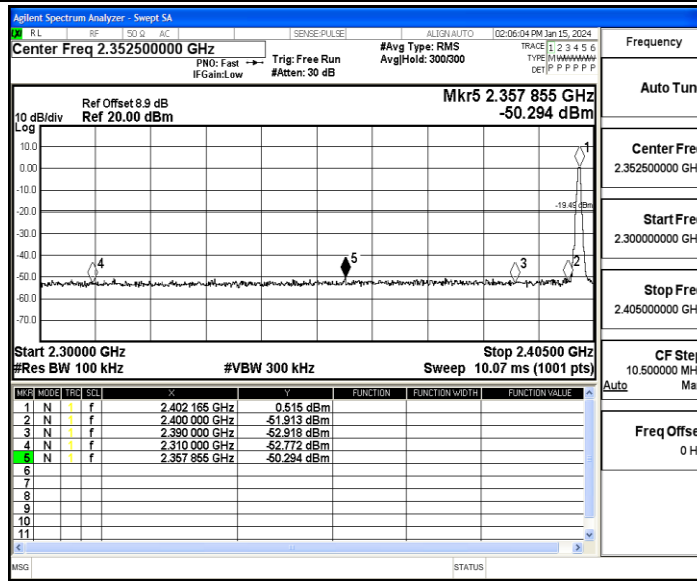 Agilent Spectrum Analyzer - Swept SA
RL RF 50 Ω AC SENSE:PULSE ALIGN AUTO 02:06:04 PM Jan 15, 2024
Center Freq 2.352500000 GHz
PNO: Fast
IFGain:Low
Trig: Free Run
#Atten: 30 dB
#Avg Type: RMS
Avg|Hold: 300/300
TRACE 1 2 3 4 5 6
TYPE MWWWWW
DET P P P P P P
Mkr5 2.357 855 GHz
-50.294 dBm
Ref Offset 8.9 dB
10 dB/div Ref 20.00 dBm
Log
10.0
0.00
-10.0
-20.0
-30.0
-40.0
-50.0
-60.0
-70.0
1
-19.49 dBm
4
5
3
2
Start 2.30000 GHz Stop 2.40500 GHz
#Res BW 100 kHz #VBW 300 kHz Sweep 10.07 ms (1001 pts)
MKR MODE TRC SCL X Y FUNCTION FUNCTION WIDTH FUNCTION VALUE
1 N 1 f 2.402 165 GHz 0.515 dBm
2 N 1 f 2.400 000 GHz -51.913 dBm
3 N 1 f 2.390 000 GHz -52.918 dBm
4 N 1 f 2.310 000 GHz -52.772 dBm
5 N 1 f 2.357 855 GHz -50.294 dBm
6
7
8
9
10
11
MSG STATUS
Frequency
Auto Tun
Center Fre
2.352500000 GH
Start Fre
2.300000000 GH
Stop Fre
2.405000000 GH
CF Ste
10.500000 MH
Auto Ma
Freq Offse
0 H